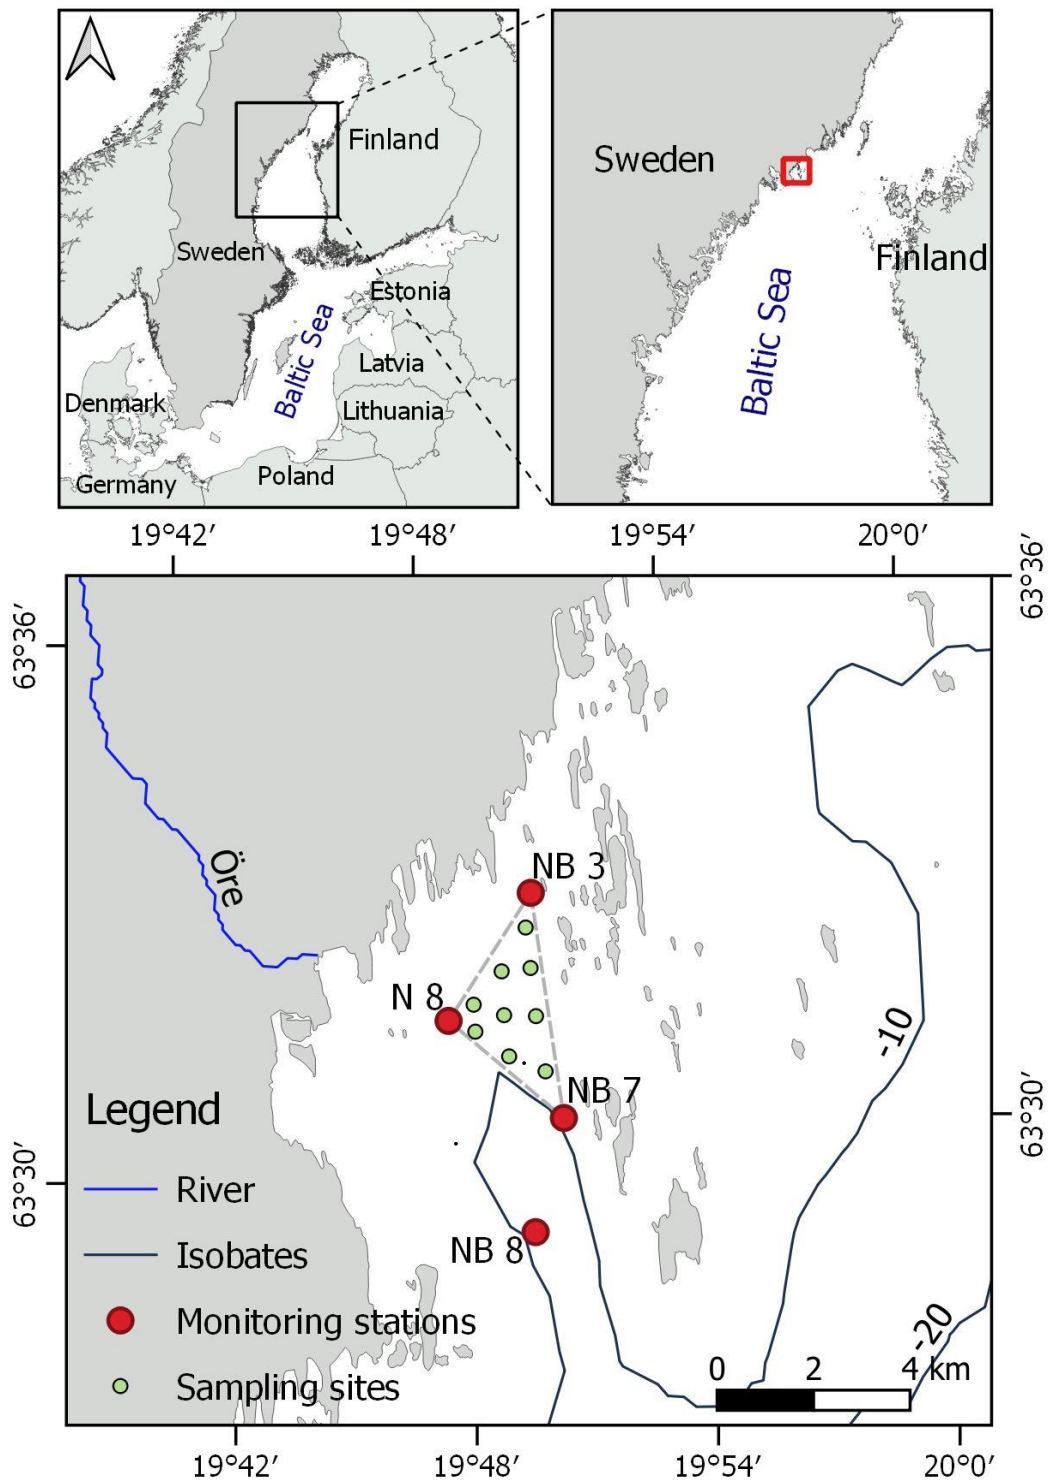 Finland
Sweden
Estonia
Baltic Sea
Latvia
Denmark
Lithuania
Poland
Germany
Sweden
Finland
Baltic Sea
19°42′ 19°48′ 19°54′ 20°0′
63°36′
63°36′
Öre
NB 3
N 8
-10
NB 7
63°30′
63°30′
NB 8
-20
Legend
River
Isobates
Monitoring stations
Sampling sites
0 2 4 km
19°42′ 19°48′ 19°54′ 20°0′